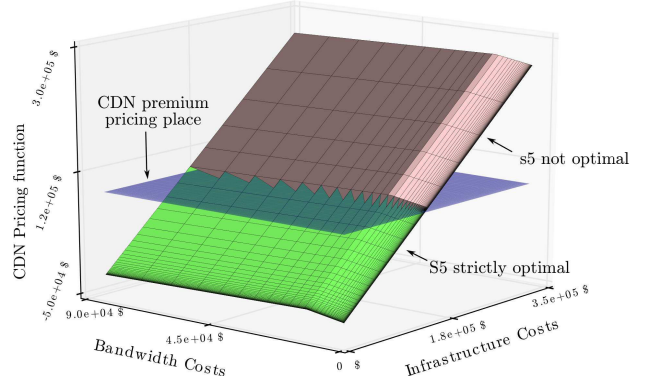 3.0e+05 $
CDN premium
pricing place
s5 not optimal
CDN Pricing function
1.2e+05 $
S5 strictly optimal
-5.0e+04 $
9.0e+04 $
3.5e+05 $
4.5e+04 $
1.8e+05 $
Bandwidth Costs
Infrastructure Costs
0 $